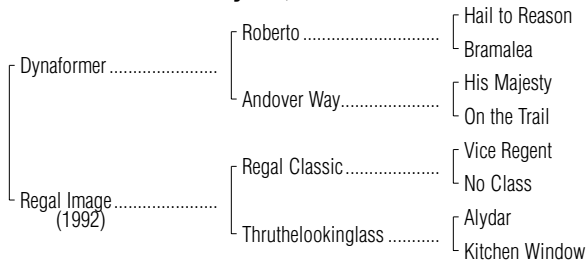 Hail to Reason
Roberto
Bramalea
Dynaformer
His Majesty
Andover Way
On the Trail
Vice Regent
Regal Classic
No Class
Regal Image
(1992)
Alydar
Thruthelookinglass
Kitchen Window